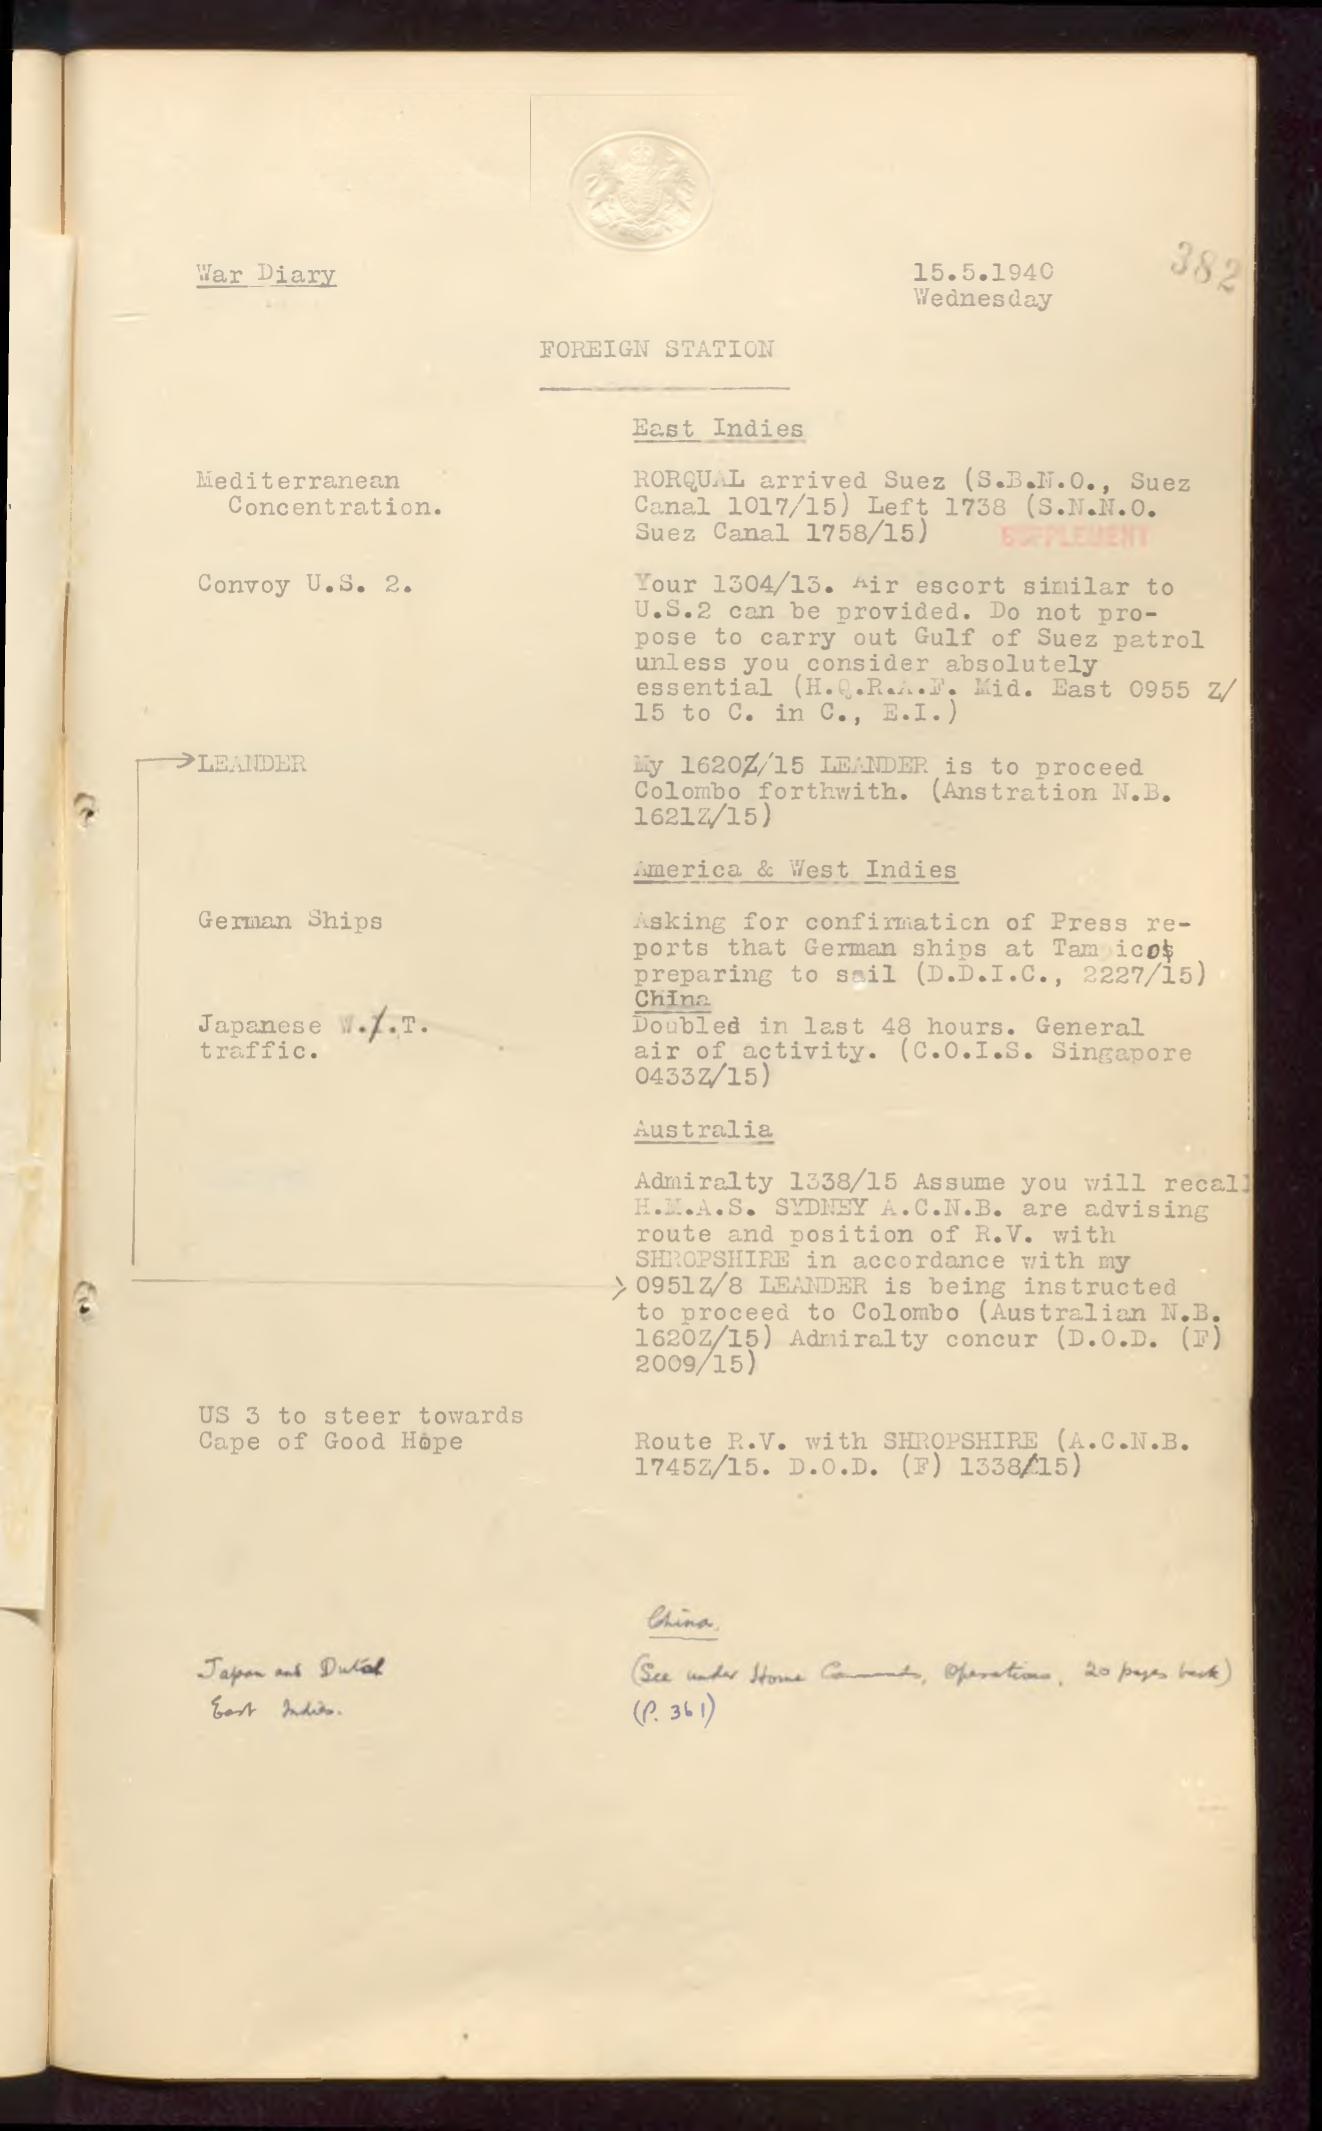 382
War Diary
15.5.1940
Wednesday
FOREIGN STATION
East Indies
Mediterranean
Concentration.
RORQUAL arrived Suez (S.B.N.O., Suez
Canal 1017/15) Left 1738 (S.N.N.O.
Suez Canal 1758/15)
SUPPLEMENT
Convoy U.S. 2.
Your 1304/13. Air escort similar to
U.S.2 can be provided. Do not pro-
pose to carry out Gulf of Suez patrol
unless you consider absolutely
essential (H.Q.R.A.F. Mid. East 0955 Z/
15 to C. in C., E.I.)
LEANDER
My 1620Z/15 LEANDER is to proceed
Colombo forthwith. (Anstration N.B.
1621Z/15)
America & West Indies
German Ships
Asking for confirmation of Press re-
ports that German ships at Tam icos
preparing to sail (D.D.I.C., 2227/15)
ChIna
Japanese W./.T.
traffic.
Doubled in last 48 hours. General
air of activity. (C.O.I.S. Singapore
0433Z/15)
Australia
Admiralty 1338/15 Assume you will recall
H.M.A.S. SYDNEY A.C.N.B. are advising
route and position of R.V. with
SHROPSHIRE in accordance with my
0951Z/8 LEANDER is being instructed
to proceed to Colombo (Australian N.B.
1620Z/15) Admiralty concur (D.O.D. (F)
2009/15)
US 3 to steer towards
Cape of Good Hope
Route R.V. with SHROPSHIRE (A.C.N.B.
1745Z/15. D.O.D. (F) 1338/15)
China.
Japan and Dutch
East Indies.
(See under Home Commands, Operations, 20 pages back)
(P. 361)